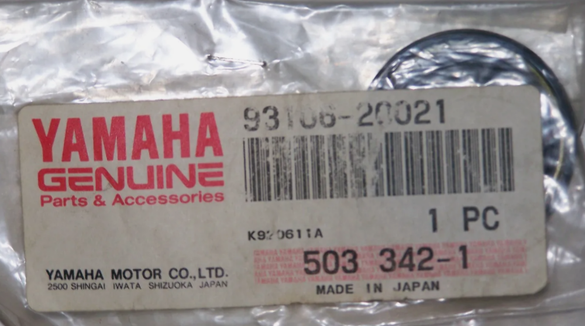 YAMAHA
GENUINE
Parts & Accessories
93106-20021
K920611A
1 PC
503 342-1
YAMAHA MOTOR CO.,LTD.
2500 SHINGAI IWATA SHIZUOKA JAPAN
MADE IN JAPAN